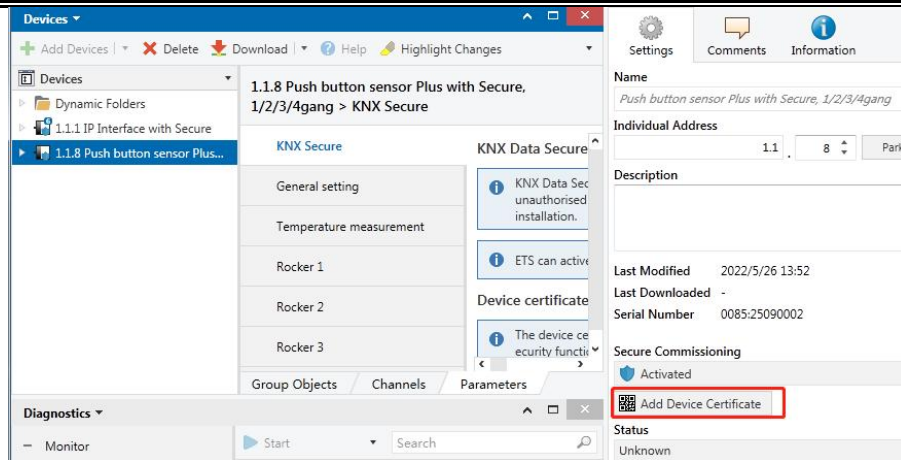 Devices
Add Devices
Delete
Download
Help
Highlight Changes
Devices
Dynamic Folders
1.1.1 IP Interface with Secure
1.1.8 Push button sensor Plus...
1.1.8 Push button sensor Plus with Secure,
1/2/3/4gang > KNX Secure
KNX Secure
General setting
Temperature measurement
Rocker 1
Rocker 2
Rocker 3
KNX Data Secure
KNX Data Sec
unauthorised
installation.
ETS can active
Device certificate
The device ce
ecurity functic
Group Objects
Channels
Parameters
Diagnostics
Monitor
Start
Search
Settings
Comments
Information
Name
Push button sensor Plus with Secure, 1/2/3/4gang
Individual Address
1.1 . 8
Park
Description
Last Modified 2022/5/26 13:52
Last Downloaded -
Serial Number 0085:25090002
Secure Commissioning
Activated
Add Device Certificate
Status
Unknown